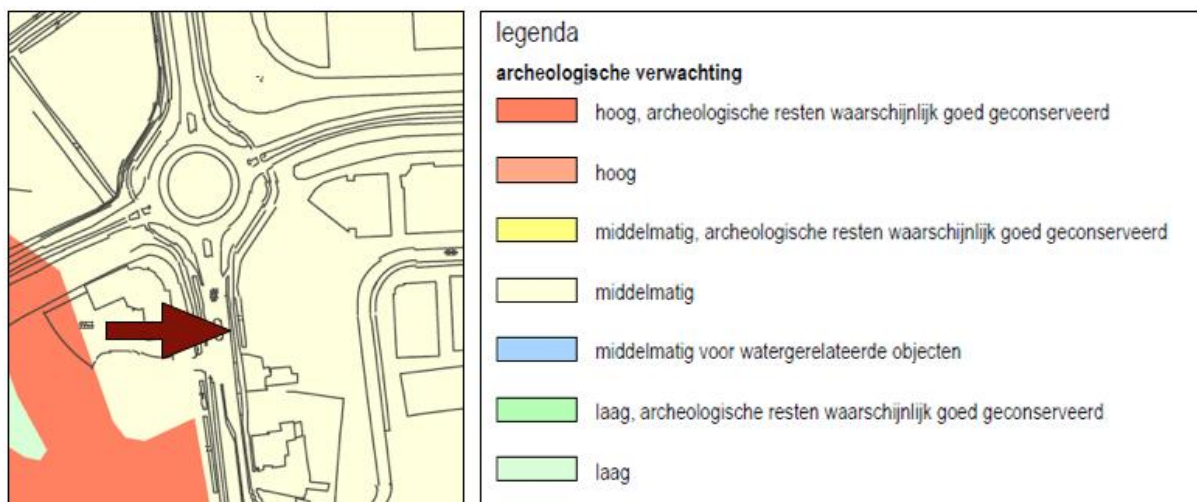 legenda
archeologische verwachting
hoog, archeologische resten waarschijnlijk goed geconserveerd
hoog
middelmatig, archeologische resten waarschijnlijk goed geconserveerd
middelmatig
middelmatig voor watergerelateerde objecten
laag, archeologische resten waarschijnlijk goed geconserveerd
laag